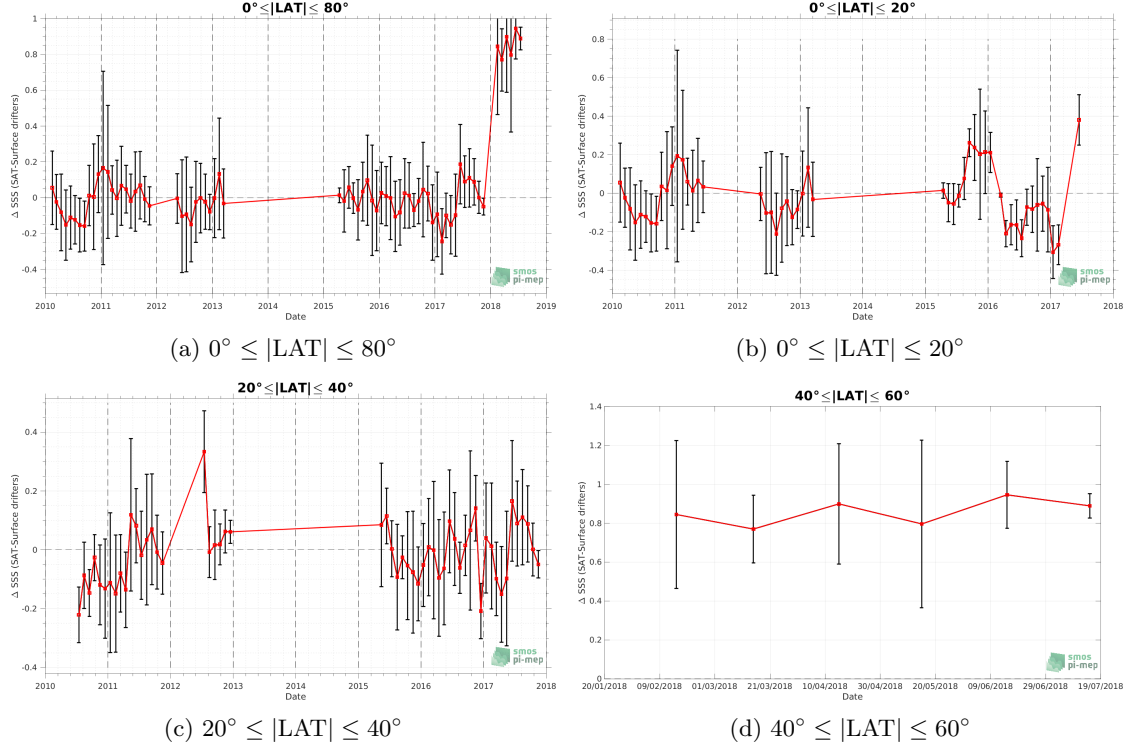 0°≤|LAT|≤ 80°
Δ SSS (SAT-Surface drifters)
1
0.8
0.6
0.4
0.2
0
-0.2
-0.4
2010 2011 2012 2013 2014 2015 2016 2017 2018 2019
Date
smos
pi-mep
(a) 0° ≤ |LAT| ≤ 80°
0°≤|LAT|≤ 20°
Δ SSS (SAT-Surface drifters)
0.8
0.6
0.4
0.2
0
-0.2
-0.4
2010 2011 2012 2013 2014 2015 2016 2017 2018
Date
smos
pi-mep
(b) 0° ≤ |LAT| ≤ 20°
20°≤|LAT|≤ 40°
Δ SSS (SAT-Surface drifters)
0.4
0.2
0
-0.2
-0.4
2010 2011 2012 2013 2014 2015 2016 2017 2018
Date
smos
pi-mep
(c) 20° ≤ |LAT| ≤ 40°
40°≤|LAT|≤ 60°
Δ SSS (SAT-Surface drifters)
1.4
1.2
1
0.8
0.6
0.4
0.2
0
20/01/2018 09/02/2018 01/03/2018 21/03/2018 10/04/2018 30/04/2018 20/05/2018 09/06/2018 29/06/2018 19/07/2018
Date
smos
pi-mep
(d) 40° ≤ |LAT| ≤ 60°